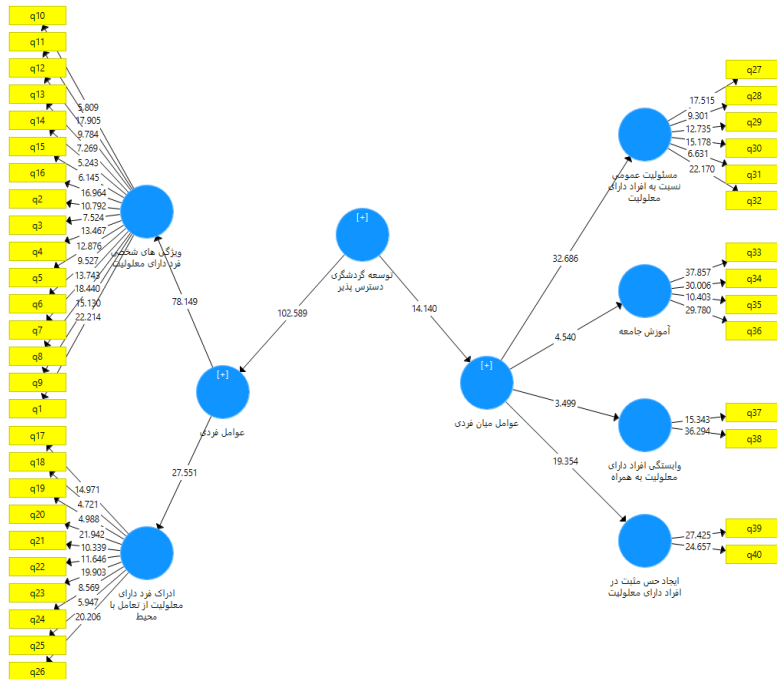 q10
q11
q12
q13
q14
q15
q16
q2
q3
q4
q5
q6
q7
q8
q9
q1
5.809
17.905
9.784
7.269
5.243
6.145
16.964
10.792
7.524
13.467
12.876
9.527
13.743
18.440
15.130
22.214
ویژگی های شخصی
فرد دارای معلولیت
78.149
[+]
توسعه گردشگری
دسترس پذیر
102.589
14.140
[+]
عوامل فردی
27.551
q17
q18
q19
q20
q21
q22
q23
q24
q25
q26
14.971
4.721
4.988
21.942
10.339
11.646
19.903
8.569
5.947
20.206
ادراک فرد دارای
معلولیت از تعامل با
محیط
[+]
عوامل میان فردی
32.686
4.540
3.499
19.354
مسئولیت عمومی
نسبت به افراد دارای
معلولیت
17.515
9.301
12.735
15.178
6.631
22.170
q27
q28
q29
q30
q31
q32
آموزش جامعه
37.857
30.006
10.403
29.780
q33
q34
q35
q36
وابستگی افراد دارای
معلولیت به همراه
15.343
36.294
q37
q38
ایجاد حس مثبت در
افراد دارای معلولیت
27.425
24.657
q39
q40